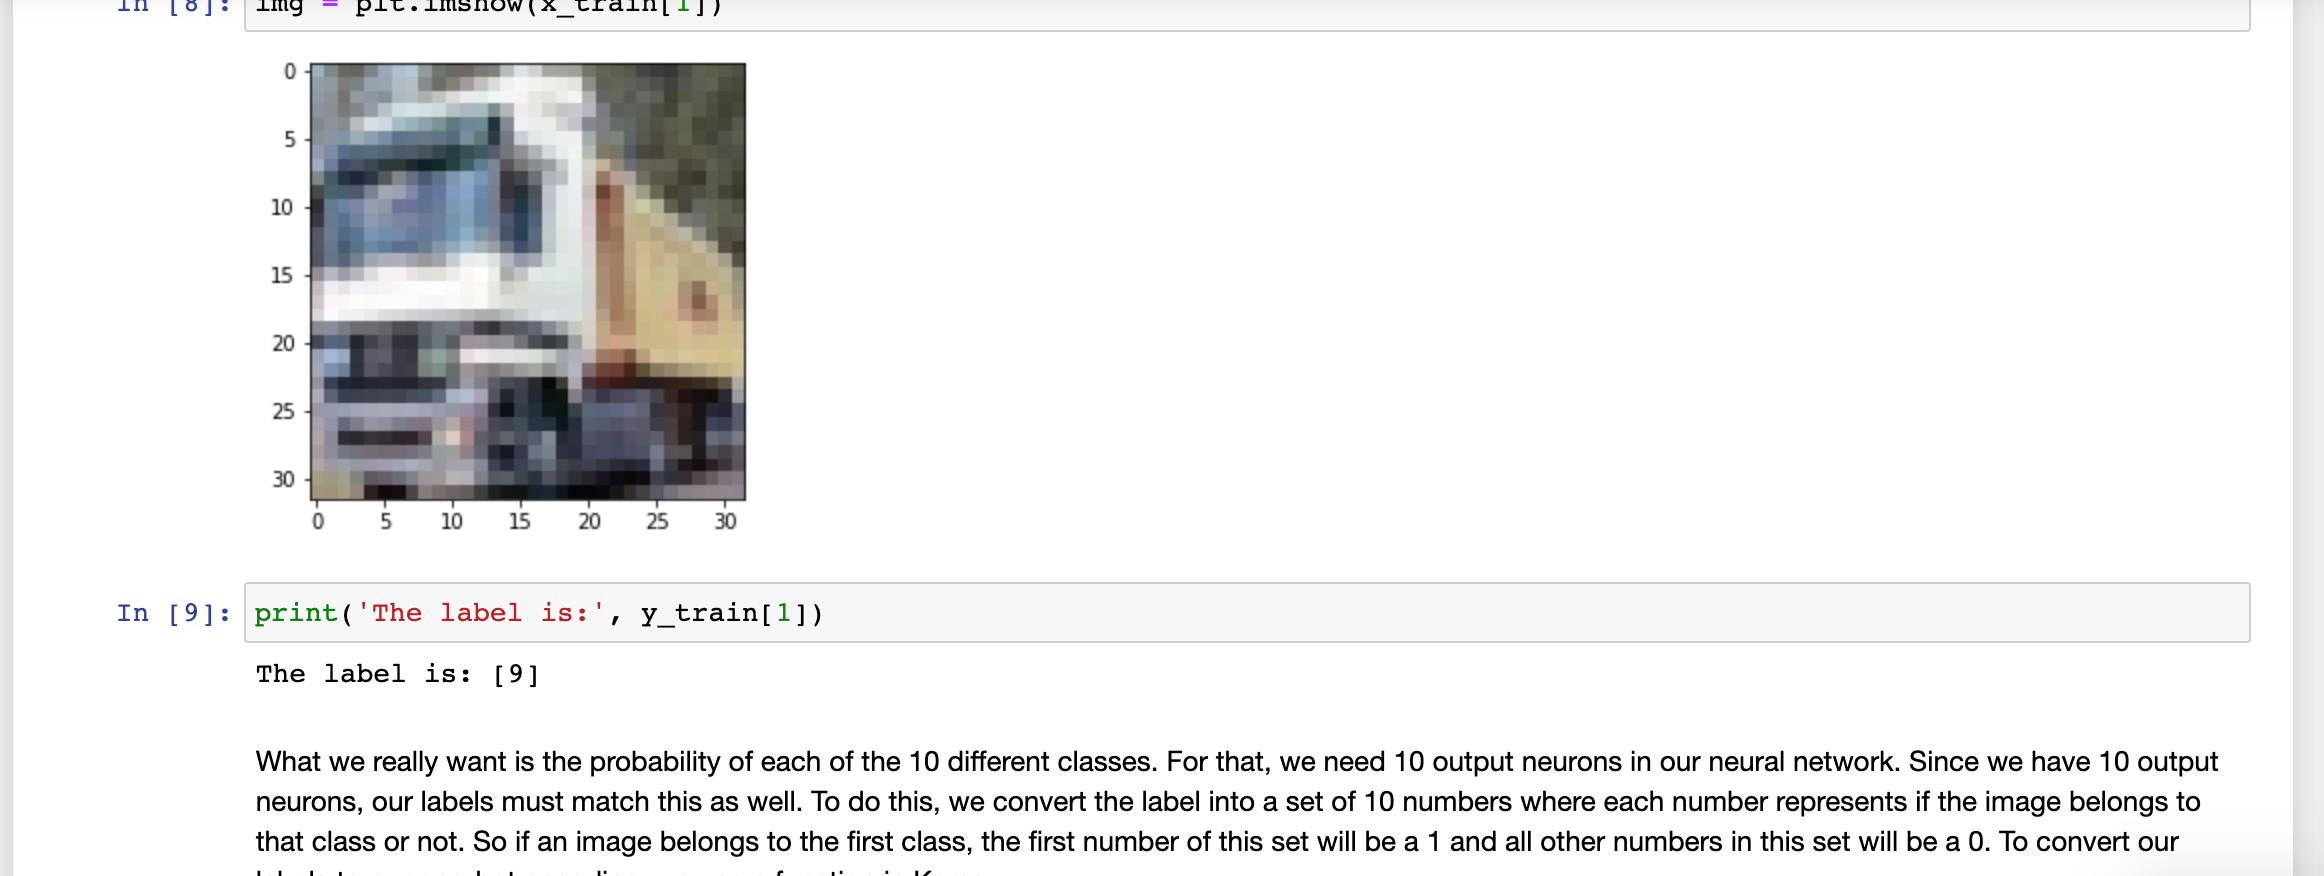 In [8]: img = plt.imshow(x_train[1])
0
5
10
15
20
25
30
0 5 10 15 20 25 30
In [9]: print('The label is:', y_train[1])
The label is: [9]
What we really want is the probability of each of the 10 different classes. For that, we need 10 output neurons in our neural network. Since we have 10 output
neurons, our labels must match this as well. To do this, we convert the label into a set of 10 numbers where each number represents if the image belongs to
that class or not. So if an image belongs to the first class, the first number of this set will be a 1 and all other numbers in this set will be a 0. To convert our